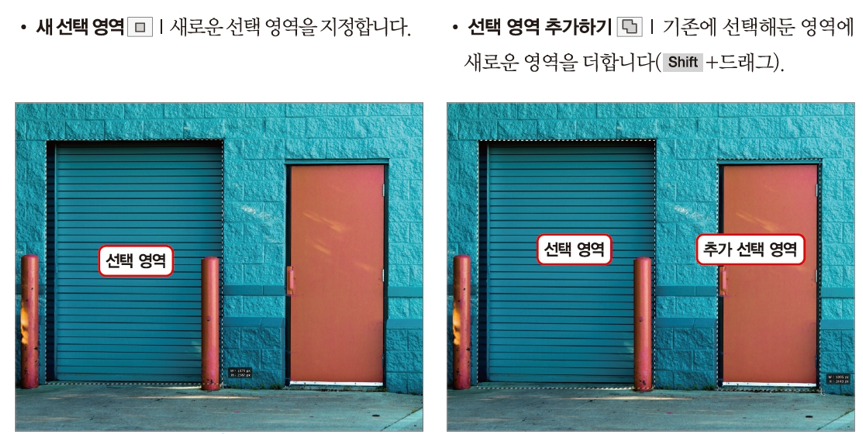 • 새 선택 영역 | 새로운 선택 영역을 지정합니다.
• 선택 영역 추가하기 | 기존에 선택해둔 영역에
새로운 영역을 더합니다(Shift+드래그).
선택 영역
선택 영역
추가 선택 영역